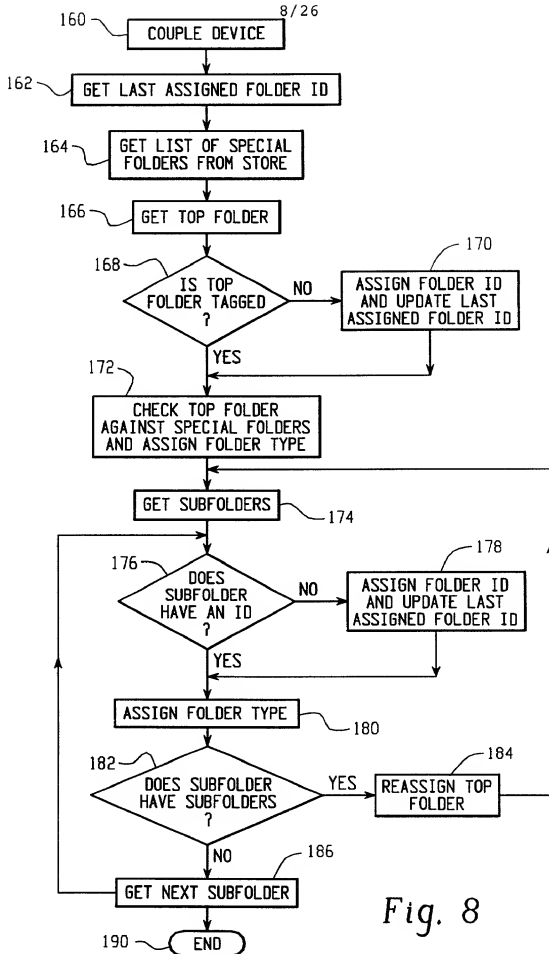 8/26
160
COUPLE DEVICE
162
GET LAST ASSIGNED FOLDER ID
164
GET LIST OF SPECIAL
FOLDERS FROM STORE
166
GET TOP FOLDER
168
IS TOP
FOLDER TAGGED
?
NO
YES
170
ASSIGN FOLDER ID
AND UPDATE LAST
ASSIGNED FOLDER ID
172
CHECK TOP FOLDER
AGAINST SPECIAL FOLDERS
AND ASSIGN FOLDER TYPE
GET SUBFOLDERS
174
176
DOES
SUBFOLDER
HAVE AN ID
?
NO
YES
178
ASSIGN FOLDER ID
AND UPDATE LAST
ASSIGNED FOLDER ID
ASSIGN FOLDER TYPE
180
182
DOES SUBFOLDER
HAVE SUBFOLDERS
?
YES
NO
184
REASSIGN TOP
FOLDER
186
GET NEXT SUBFOLDER
190
END
Fig. 8